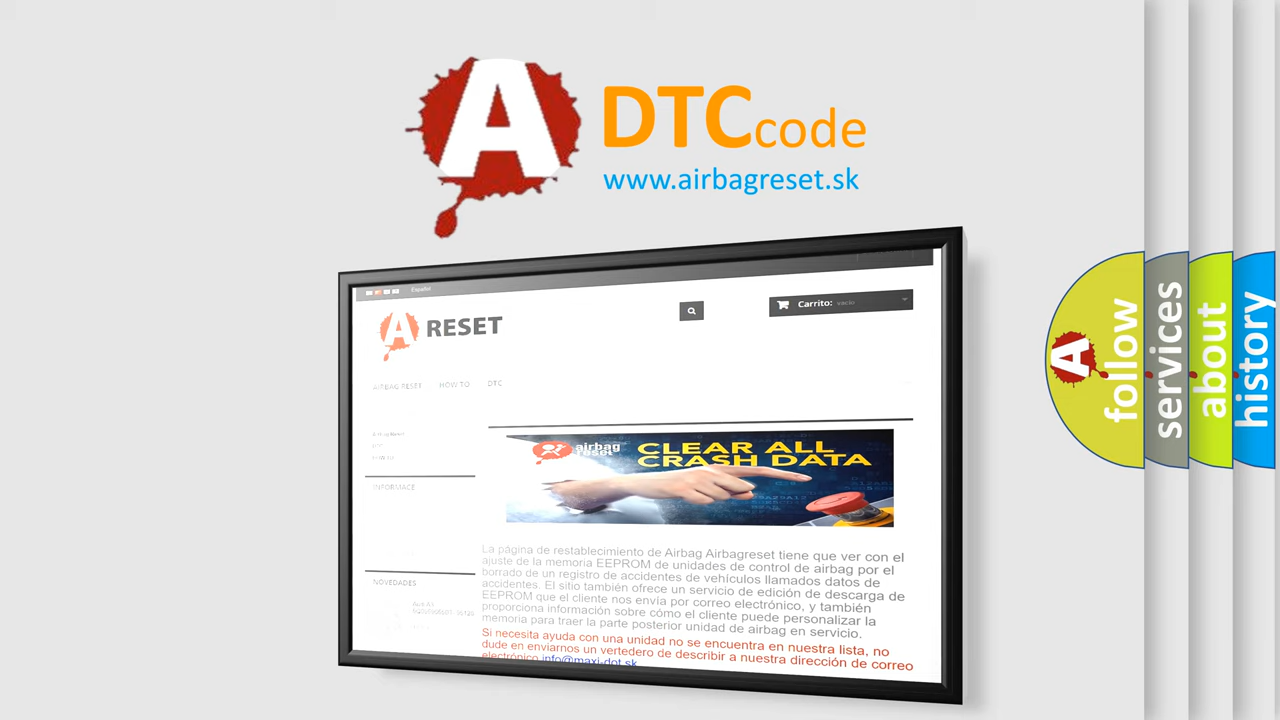 A
DTC code
www.airbagreset.sk
Español
A RESET
Carrito: vacío
AIRBAG RESET HOW TO DTC
HOW TO
INFORMACE
airbag
reset
CLEAR ALL
CRASH DATA
La página de restablecimiento de Airbag Airbagreset tiene que ver con el
ajuste de la memoria EEPROM de unidades de control de airbag por el
borrado de un registro de accidentes de vehículos llamados datos de
accidentes. El sitio también ofrece un servicio de edición de descarga de
EEPROM que el cliente nos envía por correo electrónico, y también
proporciona información sobre cómo el cliente puede personalizar la
memoria para traer la parte posterior unidad de airbag en servicio.
Si necesita ayuda con una unidad no se encuentra en nuestra lista, no
dude en enviarnos un vertedero de describir a nuestra dirección de correo
electrónico info@maxi-dot.sk
NOVEDADES
A
follow
services
about
history